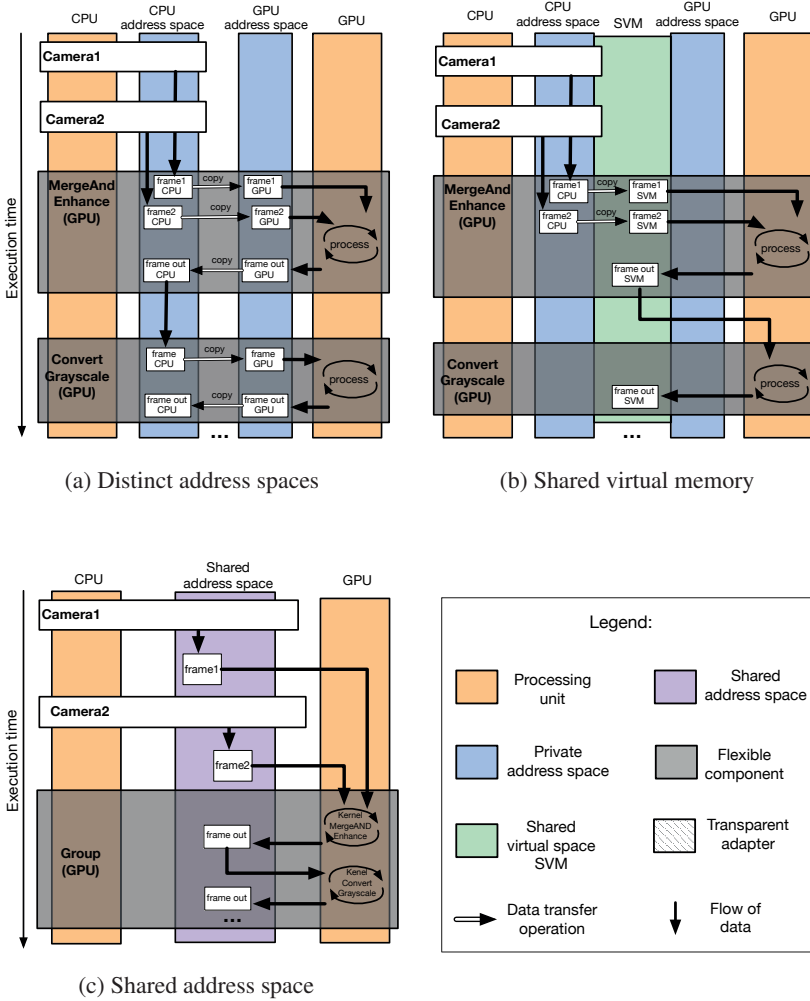 CPU
CPU
address space
GPU
address space
GPU
Camera1
Camera2
MergeAnd
Enhance
(GPU)
frame1
CPU
copy
frame1
GPU
frame2
CPU
copy
frame2
GPU
process
frame out
CPU
copy
frame out
GPU
Convert
Grayscale
(GPU)
frame
CPU
copy
frame
GPU
process
frame out
CPU
copy
frame out
GPU
...
Execution time
(a) Distinct address spaces
CPU
CPU
address space
SVM
GPU
address space
GPU
Camera1
Camera2
MergeAnd
Enhance
(GPU)
frame1
CPU
copy
frame1
SVM
frame2
CPU
copy
frame2
SVM
process
frame out
SVM
Convert
Grayscale
(GPU)
process
frame out
SVM
...
(b) Shared virtual memory
CPU
Shared
address space
GPU
Camera1
frame1
Camera2
frame2
Group
(GPU)
Kernel
MergeAND
Enhance
frame out
Kenel
Convert
Grayscale
frame out
...
Execution time
(c) Shared address space
Legend:
Processing
unit
Shared
address space
Private
address space
Flexible
component
Shared
virtual space
SVM
Transparent
adapter
Data transfer
operation
Flow of
data